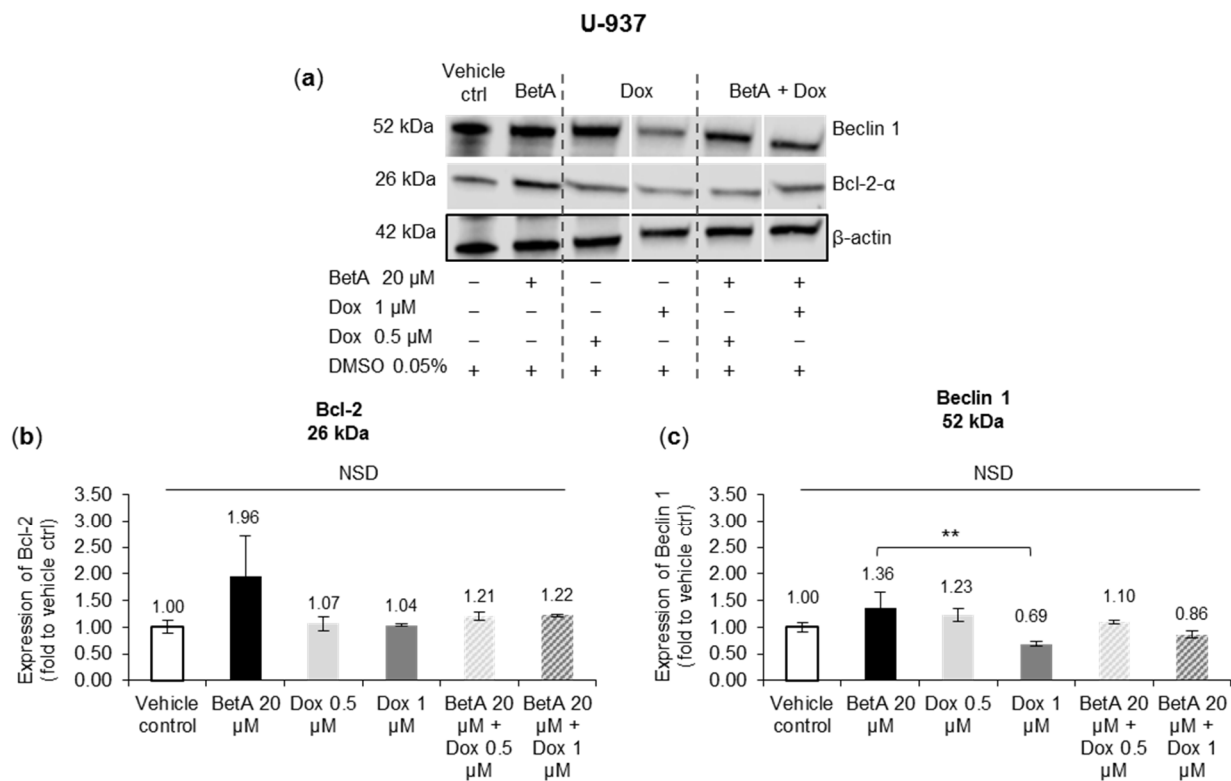 U-937
(a)
Vehicle
ctrl
BetA
Dox
BetA + Dox
52 kDa
Beclin 1
26 kDa
Bcl-2-α
42 kDa
β-actin
BetA 20 µM – + – – + +
Dox 1 µM – – – + – +
Dox 0.5 µM – – + – + –
DMSO 0.05% + + + + + +
(b)
Bcl-2
26 kDa
NSD
Expression of Bcl-2
(fold to vehicle ctrl)
3.50
3.00
2.50
2.00
1.50
1.00
0.50
0.00
1.00
1.96
1.07
1.04
1.21
1.22
Vehicle
control
BetA 20
µM
Dox 0.5
µM
Dox 1
µM
BetA 20
µM +
Dox 0.5
µM
BetA 20
µM +
Dox 1
µM
(c)
Beclin 1
52 kDa
NSD
Expression of Beclin 1
(fold to vehicle ctrl)
3.50
3.00
2.50
2.00
1.50
1.00
0.50
0.00
**
1.00
1.36
1.23
0.69
1.10
0.86
Vehicle
control
BetA 20
µM
Dox 0.5
µM
Dox 1
µM
BetA 20
µM +
Dox 0.5
µM
BetA 20
µM +
Dox 1
µM